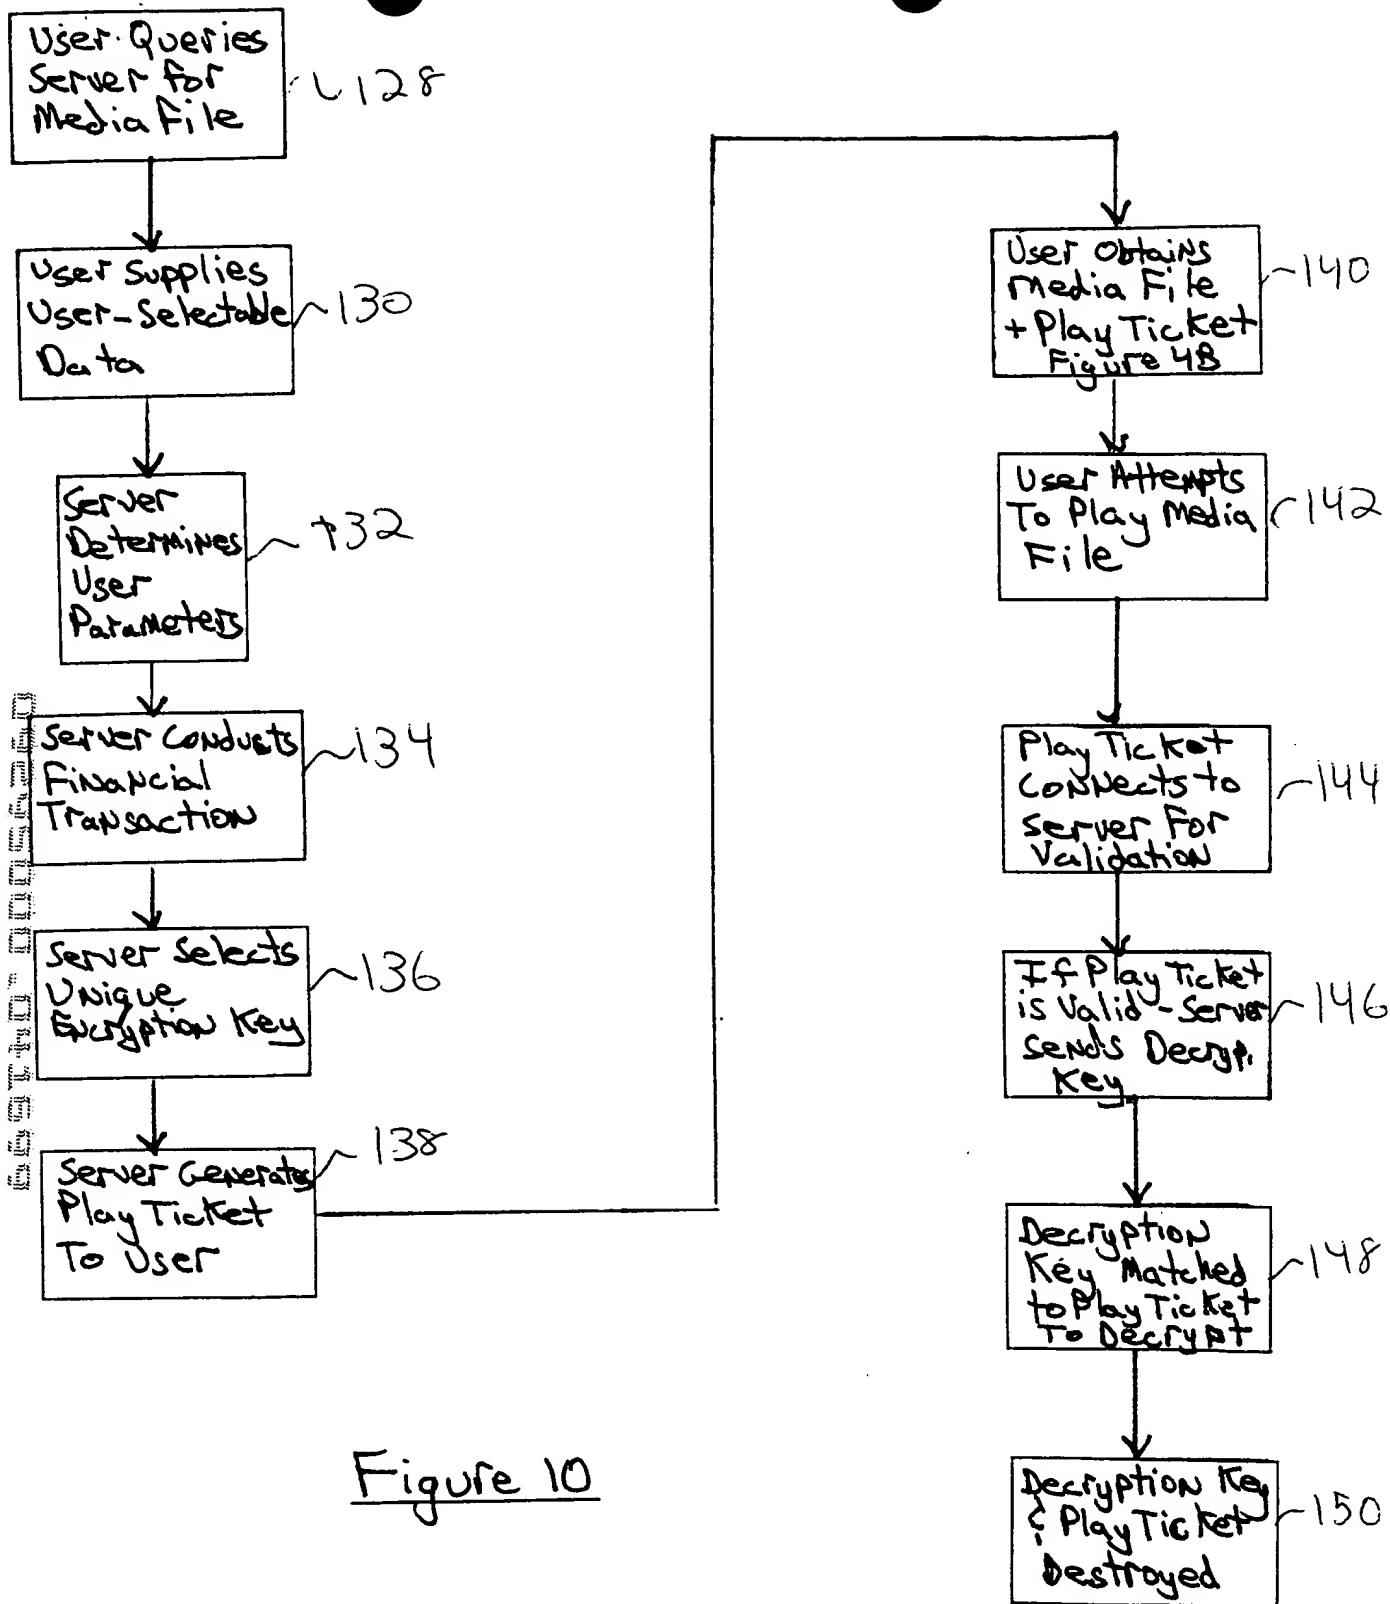 User Queries
Server for
Media File
128
User Supplies
User-Selectable
Data
130
Server
Determines
User
Parameters
132
Server Conducts
Financial
Transaction
134
Server Selects
Unique
Encryption Key
136
Server Generates
Play Ticket
To User
138
User Obtains
Media File
+ Play Ticket
Figure 4B
140
User Attempts
To Play Media
File
142
Play Ticket
Connects to
Server For
Validation
144
If Play Ticket
is Valid - Server
Sends Decryp.
Key
146
Decryption
Key Matched
to Play Ticket
To Decrypt
148
Decryption Key
& Play Ticket
Destroyed
150
Figure 10